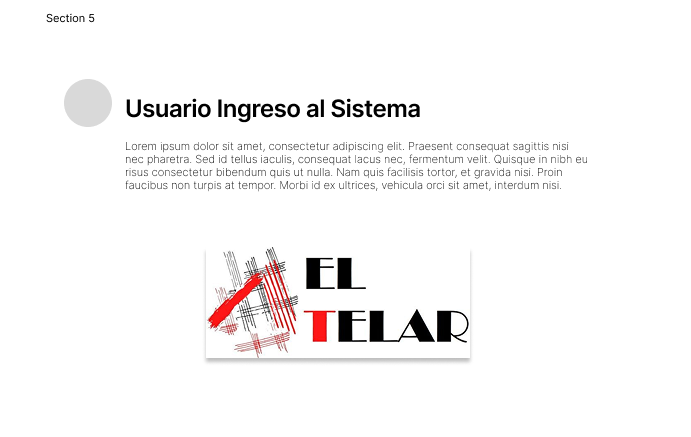 Section 5
Usuario Ingreso al Sistema
Lorem ipsum dolor sit amet, consectetur adipiscing elit. Praesent consequat sagittis nisi
nec pharetra. Sed id tellus iaculis, consequat lacus nec, fermentum velit. Quisque in nibh eu
risus consectetur bibendum quis ut nulla. Nam quis facilisis tortor, et gravida nisi. Proin
faucibus non turpis at tempor. Morbi id ex ultrices, vehicula orci sit amet, interdum nisi.
EL
TELAR